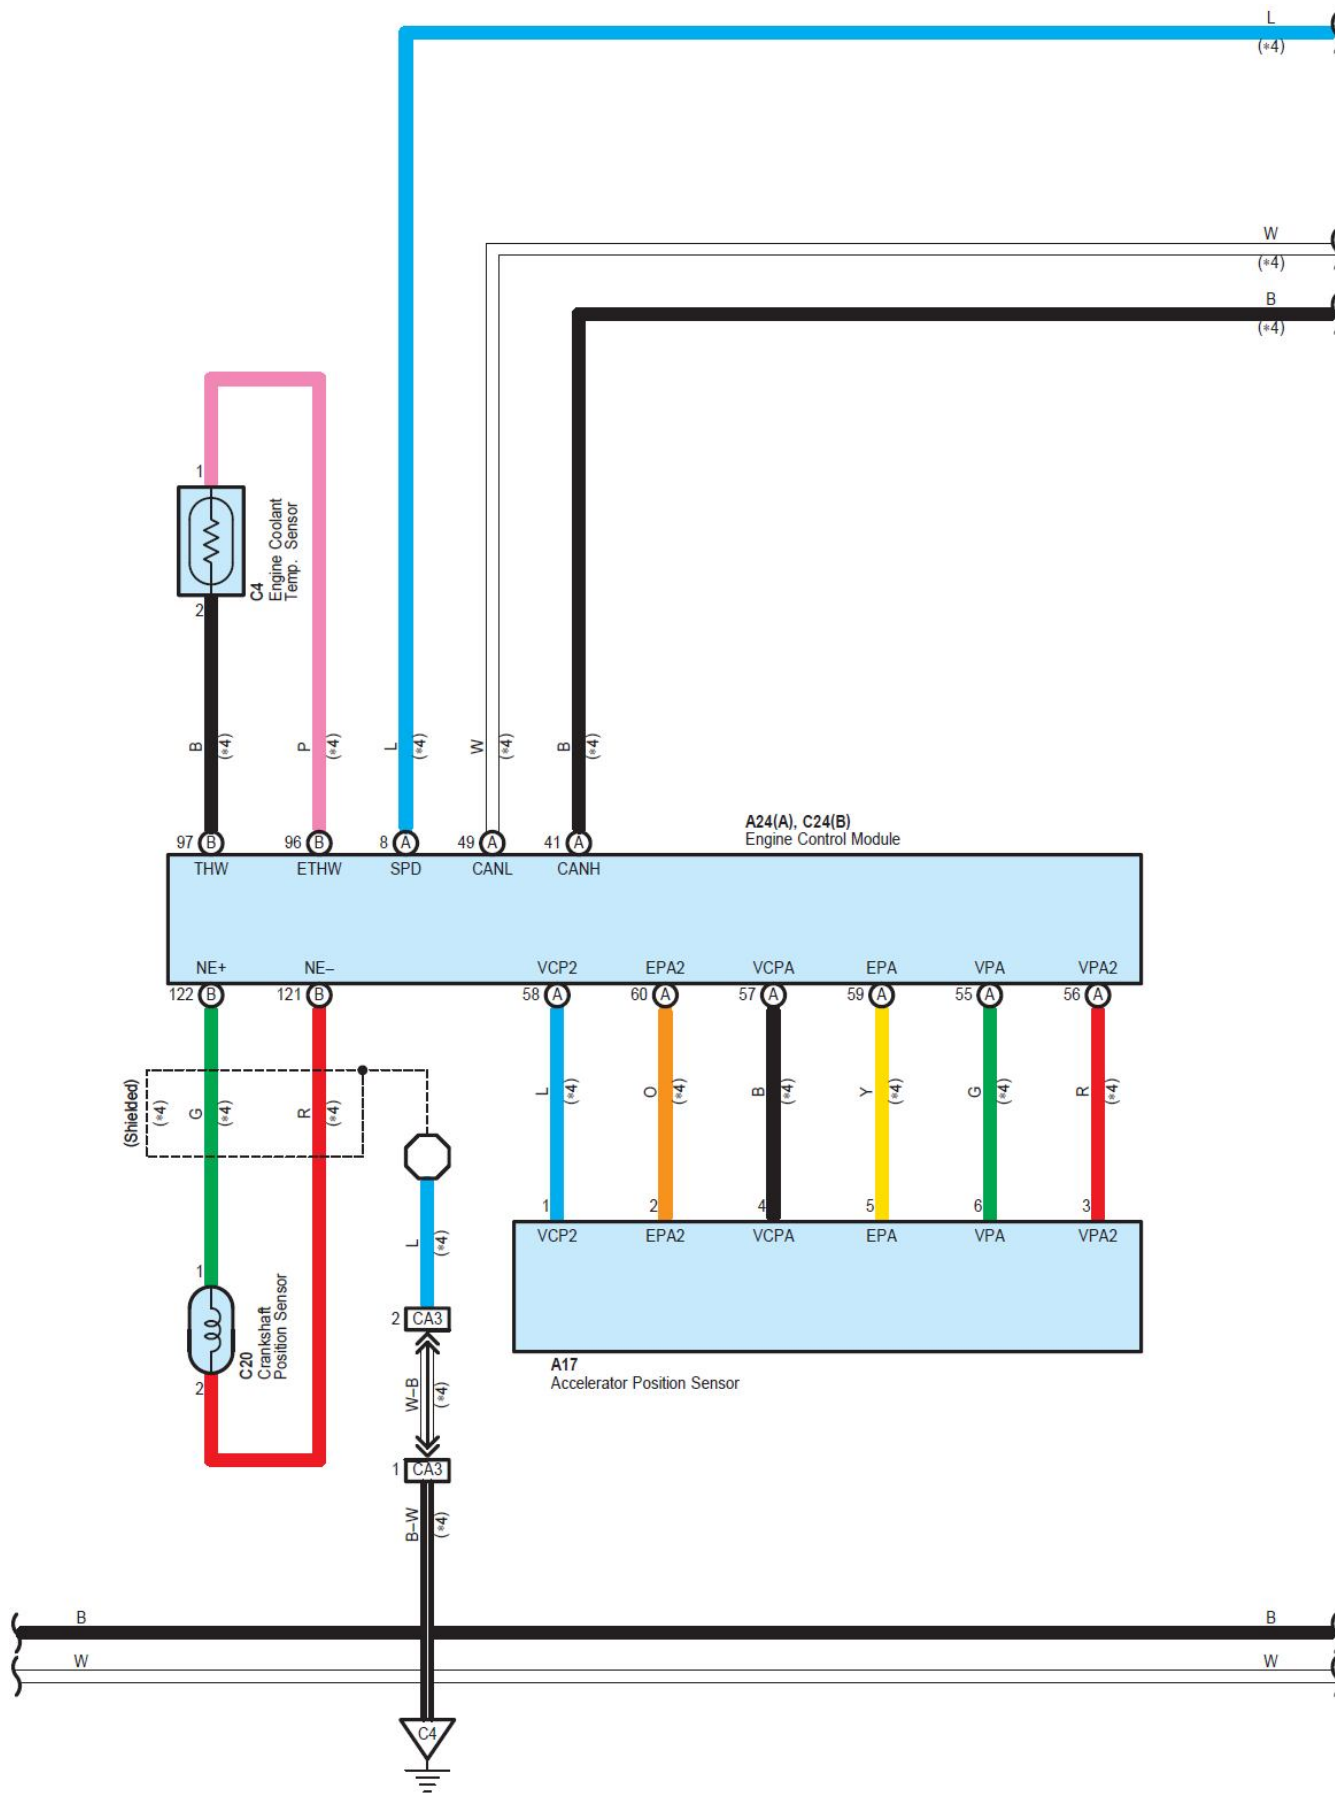 L
(*4)
W
(*4)
B
(*4)
1
C4
Engine Coolant
Temp. Sensor
2
B
(*4)
P
(*4)
L
(*4)
W
(*4)
B
(*4)
A24(A), C24(B)
Engine Control Module
97 B
96 B
8 A
49 A
41 A
THW
ETHW
SPD
CANL
CANH
NE+
NE–
VCP2
EPA2
VCPA
EPA
VPA
VPA2
122 B
121 B
58 A
60 A
57 A
59 A
55 A
56 A
(Shielded)
(*4)
G
(*4)
R
(*4)
L
(*4)
O
(*4)
B
(*4)
Y
(*4)
G
(*4)
R
(*4)
1
2
4
5
6
3
VCP2
EPA2
VCPA
EPA
VPA
VPA2
A17
Accelerator Position Sensor
L
(*4)
1
C20
Crankshaft
Position Sensor
2
2 CA3
W–B
(*4)
1 CA3
B–W
(*4)
B
B
W
W
C4